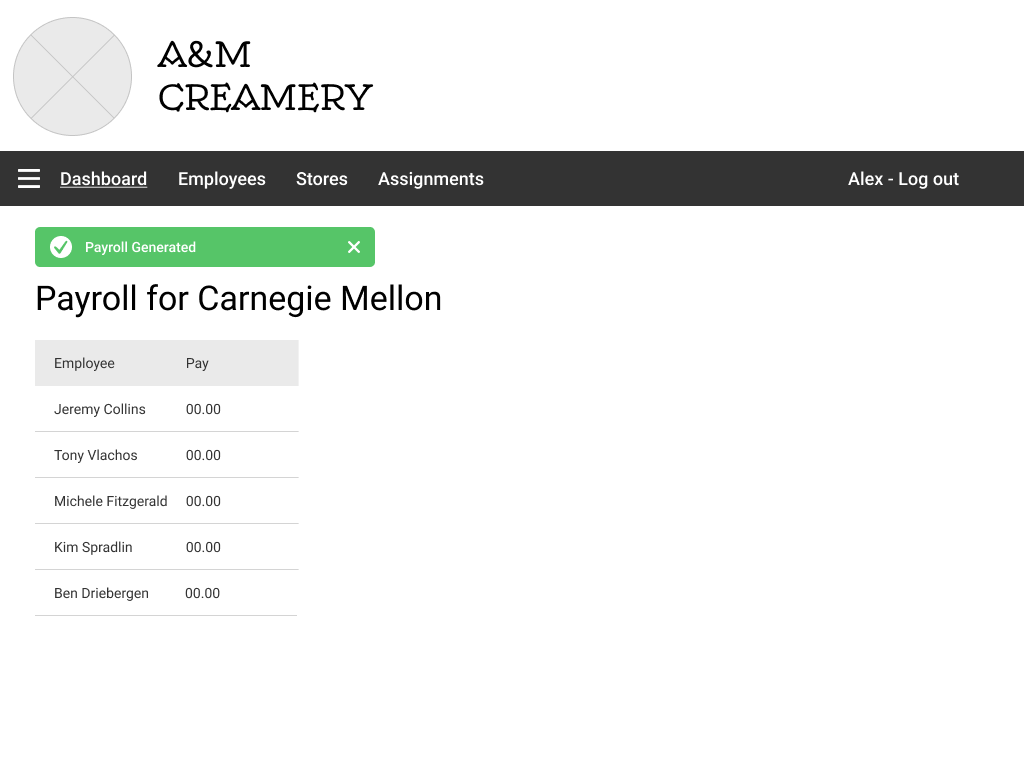 A&M
CREAMERY
Dashboard Employees Stores Assignments Alex - Log out
Payroll Generated
Payroll for Carnegie Mellon
Employee Pay
Jeremy Collins 00.00
Tony Vlachos 00.00
Michele Fitzgerald 00.00
Kim Spradlin 00.00
Ben Driebergen 00.00